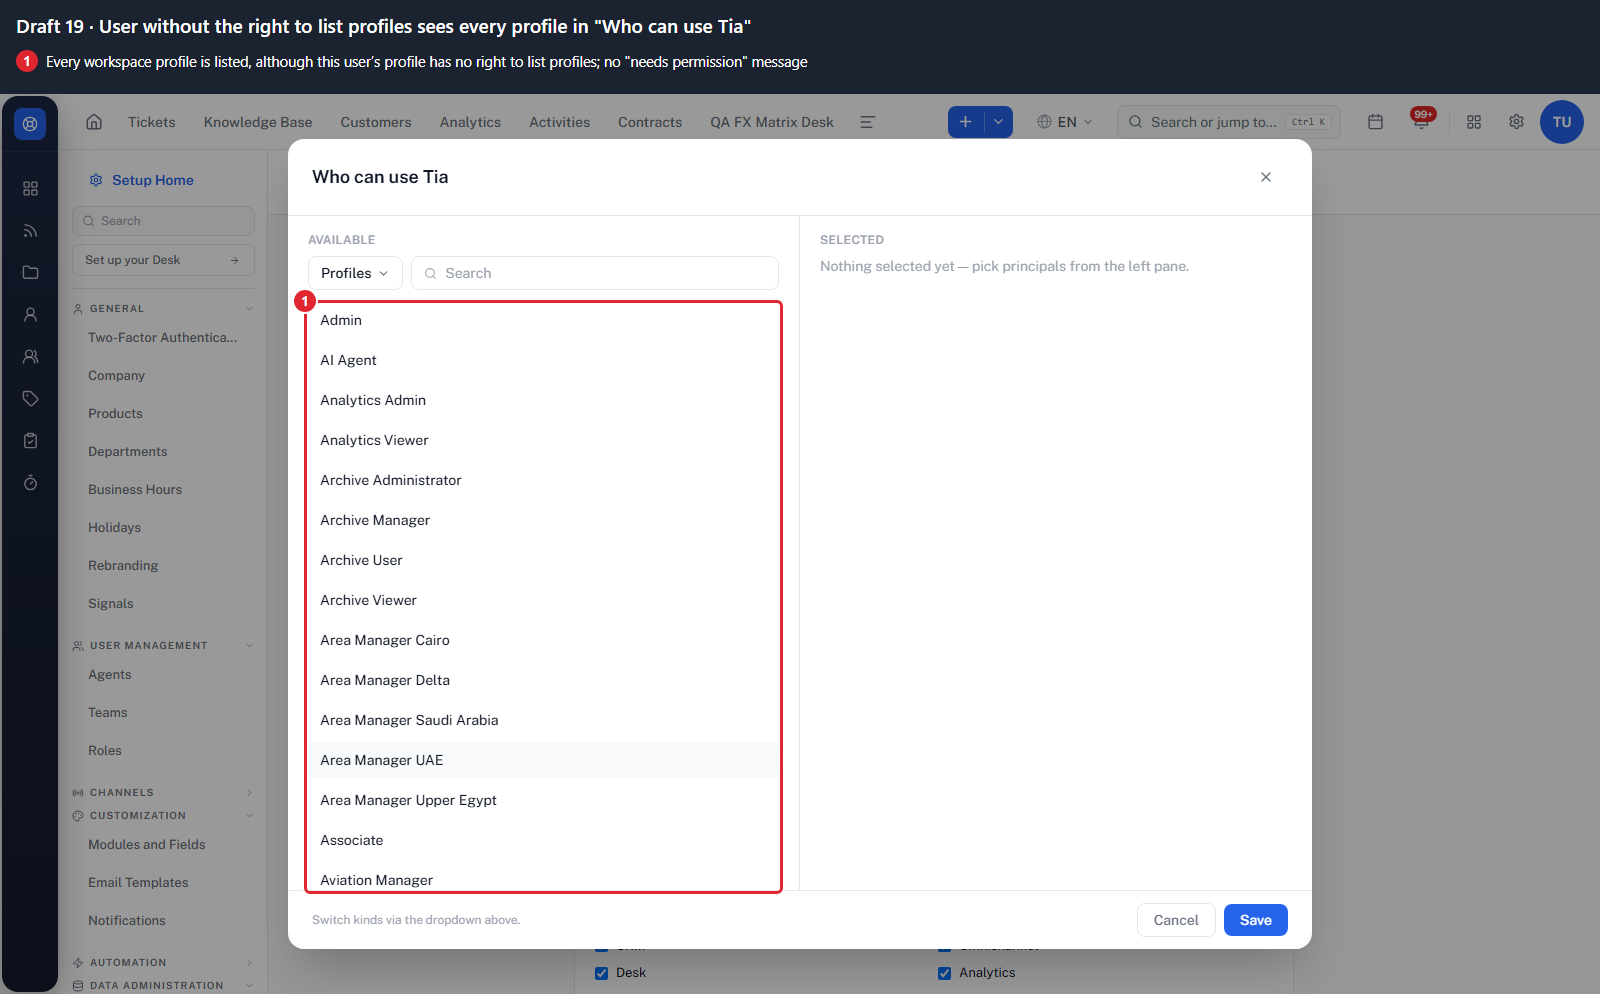 Draft 19 · User without the right to list profiles sees every profile in "Who can use Tia"
1 Every workspace profile is listed, although this user's profile has no right to list profiles; no "needs permission" message
Tickets Knowledge Base Customers Analytics Activities Contracts QA FX Matrix Desk EN Search or jump to... Ctrl K 99+ TU
Setup Home
Search
Set up your Desk
GENERAL
Two-Factor Authentica...
Company
Products
Departments
Business Hours
Holidays
Rebranding
Signals
USER MANAGEMENT
Agents
Teams
Roles
CHANNELS
CUSTOMIZATION
Modules and Fields
Email Templates
Notifications
AUTOMATION
DATA ADMINISTRATION
Who can use Tia
AVAILABLE
Profiles Search
1
Admin
AI Agent
Analytics Admin
Analytics Viewer
Archive Administrator
Archive Manager
Archive User
Archive Viewer
Area Manager Cairo
Area Manager Delta
Area Manager Saudi Arabia
Area Manager UAE
Area Manager Upper Egypt
Associate
Aviation Manager
SELECTED
Nothing selected yet — pick principals from the left pane.
Switch kinds via the dropdown above.
Cancel Save
Desk Analytics